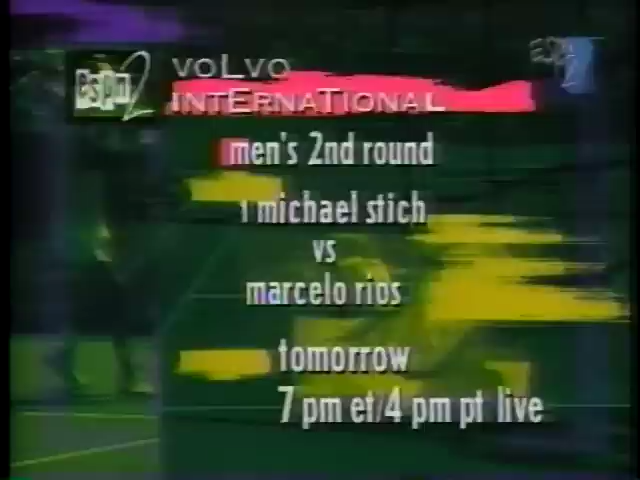 espn2
VOLVO
INTERNATIONAL
men's 2nd round
1 michael stich
vs
marcelo rios
tomorrow
7 pm et/4 pm pt live